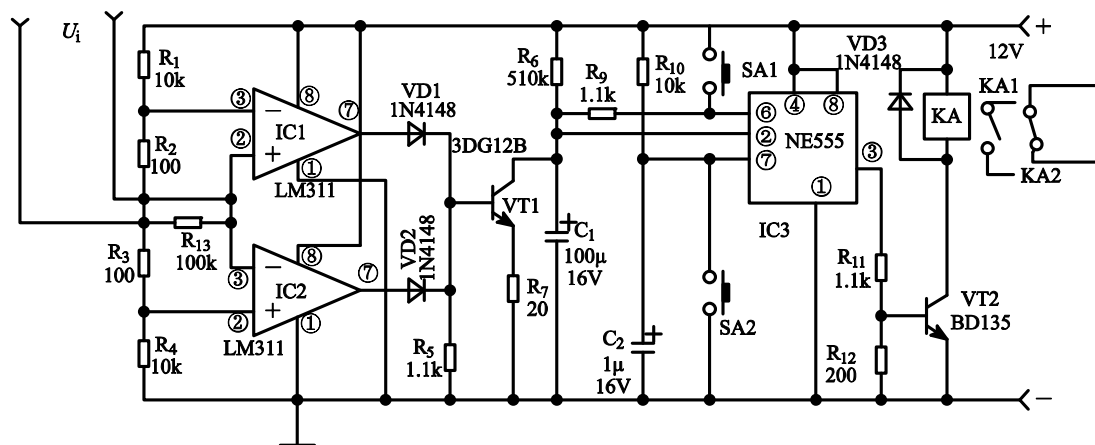 Ui
R1
10k
R2
100
R3
100
R4
10k
R13
100k
③
②
⑧
①
⑦
IC1
LM311
③
②
⑧
①
⑦
IC2
LM311
VD1
1N4148
VD2
1N4148
R5
1.1k
3DG12B
VT1
R7
20
R6
510k
C1
100μ
16V
R9
1.1k
R10
10k
C2
1μ
16V
SA1
SA2
⑥
②
⑦
④
⑧
③
①
NE555
IC3
VD3
1N4148
KA
KA1
KA2
R11
1.1k
R12
200
VT2
BD135
+
12V
−